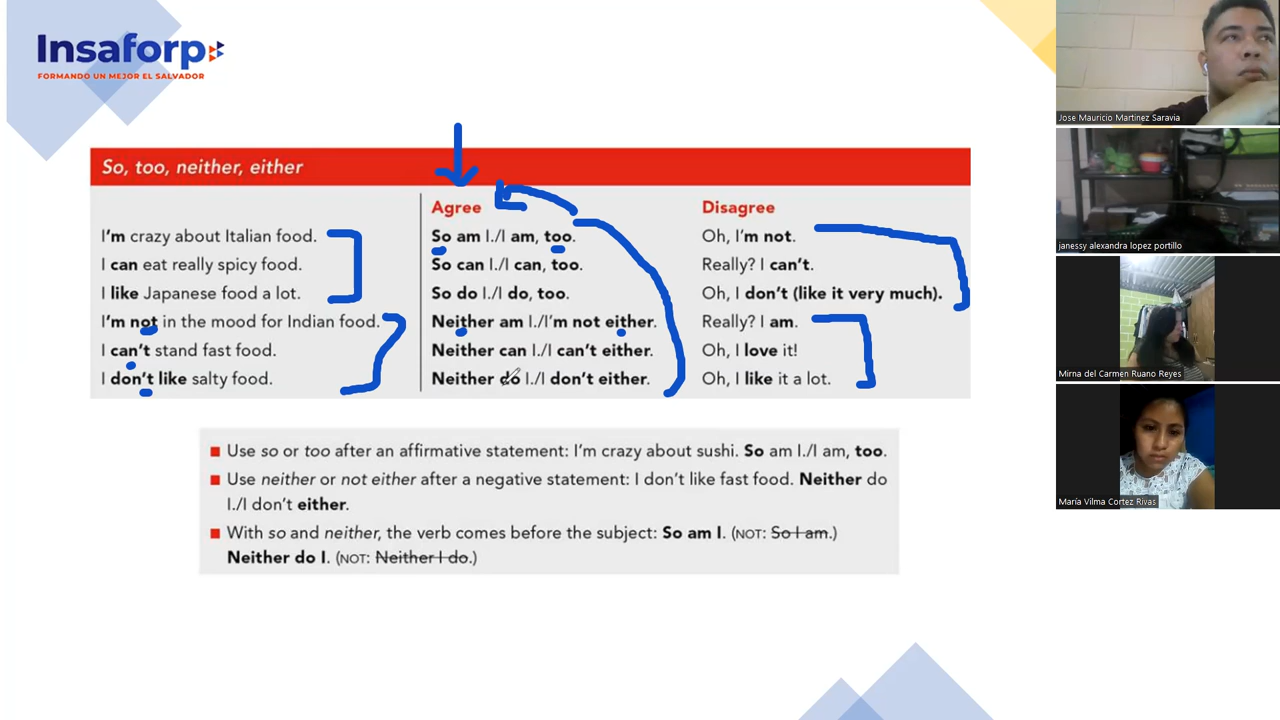 Insaforp
FORMANDO UN MEJOR EL SALVADOR
So, too, neither, either
Agree Disagree
I'm crazy about Italian food. So am I./I am, too. Oh, I'm not.
I can eat really spicy food. So can I./I can, too. Really? I can't.
I like Japanese food a lot. So do I./I do, too. Oh, I don't (like it very much).
I'm not in the mood for Indian food. Neither am I./I'm not either. Really? I am.
I can't stand fast food. Neither can I./I can't either. Oh, I love it!
I don't like salty food. Neither do I./I don't either. Oh, I like it a lot.
■ Use so or too after an affirmative statement: I'm crazy about sushi. So am I./I am, too.
■ Use neither or not either after a negative statement: I don't like fast food. Neither do
I./I don't either.
■ With so and neither, the verb comes before the subject: So am I. (NOT: So I am.)
Neither do I. (NOT: Neither I do.)
Jose Mauricio Martinez Saravia
janessy alexandra lopez portillo
Mirna del Carmen Ruano Reyes
María Vilma Cortez Rivas